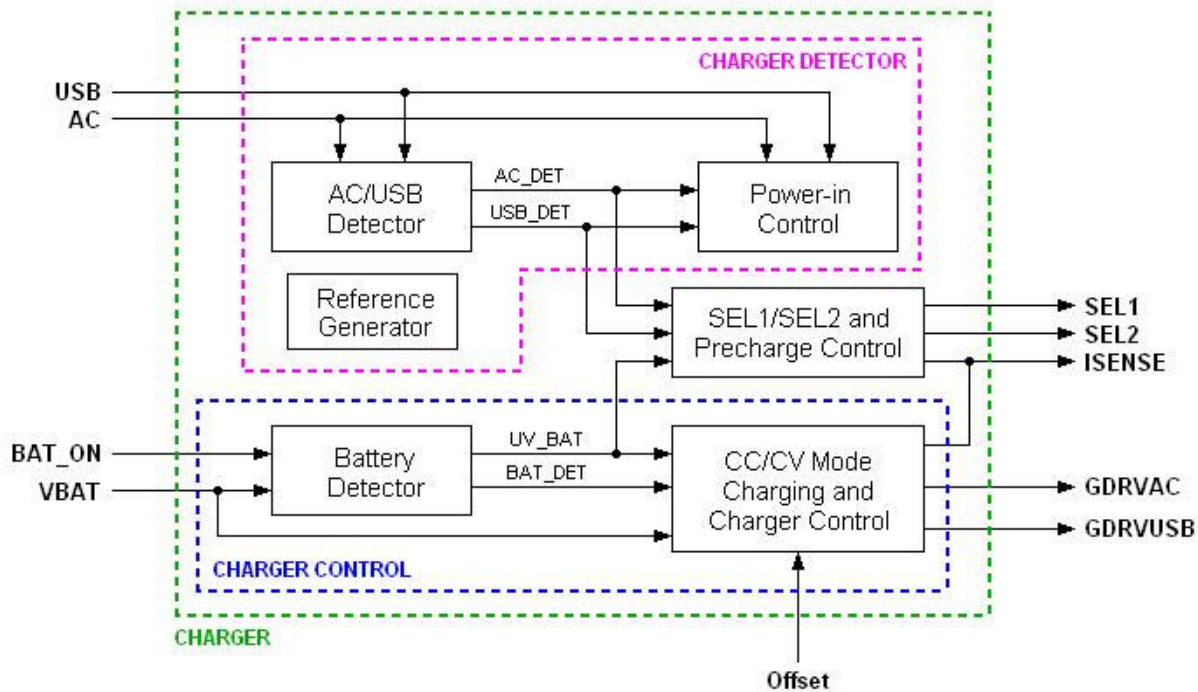 CHARGER DETECTOR
USB
AC
AC/USB
Detector
AC_DET
USB_DET
Power-in
Control
Reference
Generator
SEL1/SEL2 and
Precharge Control
SEL1
SEL2
ISENSE
BAT_ON
VBAT
Battery
Detector
UV_BAT
BAT_DET
CC/CV Mode
Charging and
Charger Control
GDRVAC
GDRVUSB
CHARGER CONTROL
CHARGER
Offset